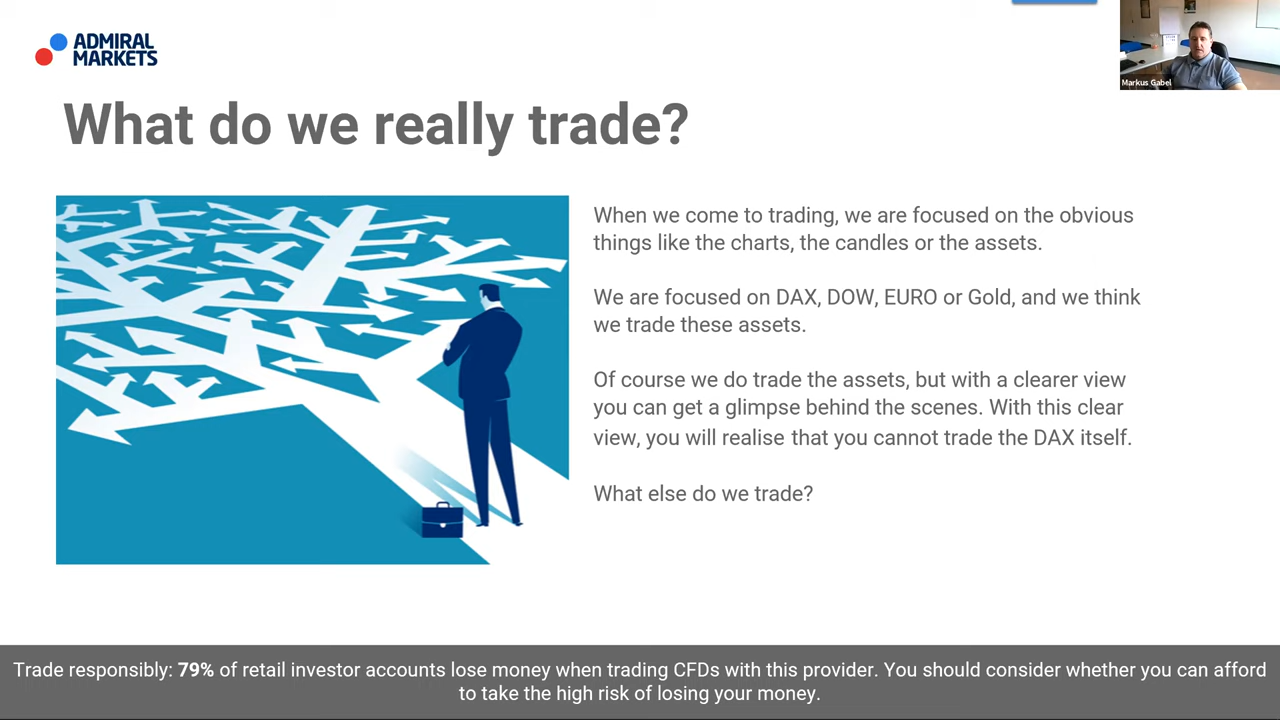 ADMIRAL
MARKETS
Markus Gabel
What do we really trade?
When we come to trading, we are focused on the obvious
things like the charts, the candles or the assets.
We are focused on DAX, DOW, EURO or Gold, and we think
we trade these assets.
Of course we do trade the assets, but with a clearer view
you can get a glimpse behind the scenes. With this clear
view, you will realise that you cannot trade the DAX itself.
What else do we trade?
Trade responsibly: 79% of retail investor accounts lose money when trading CFDs with this provider. You should consider whether you can afford
to take the high risk of losing your money.